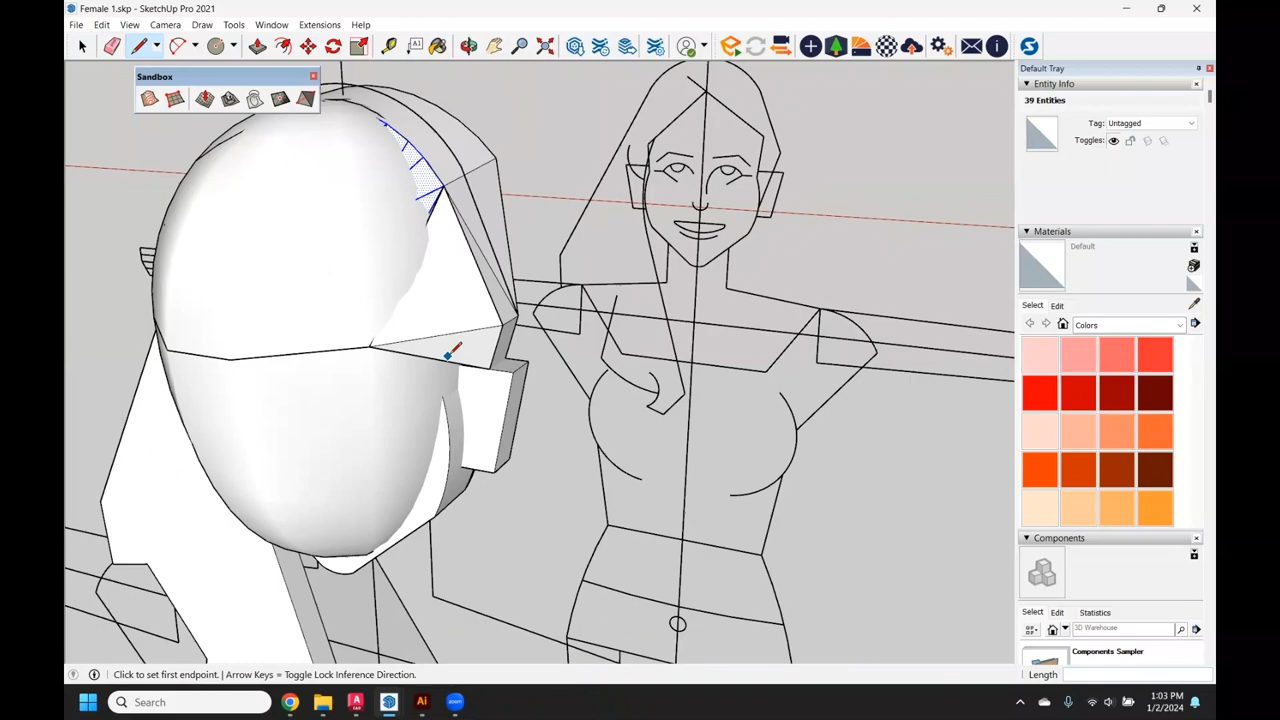 Female 1.skp - SketchUp Pro 2021
File Edit View Camera Draw Tools Window Extensions Help
Sandbox
Default Tray
Entity Info
39 Entities
Tag: Untagged
Toggles:
Materials
Default
Select Edit
Colors
Components
Select Edit Statistics
3D Warehouse
Components Sampler
Click to set first endpoint. | Arrow Keys = Toggle Lock Inference Direction.
Length
Search
1:03 PM
1/2/2024